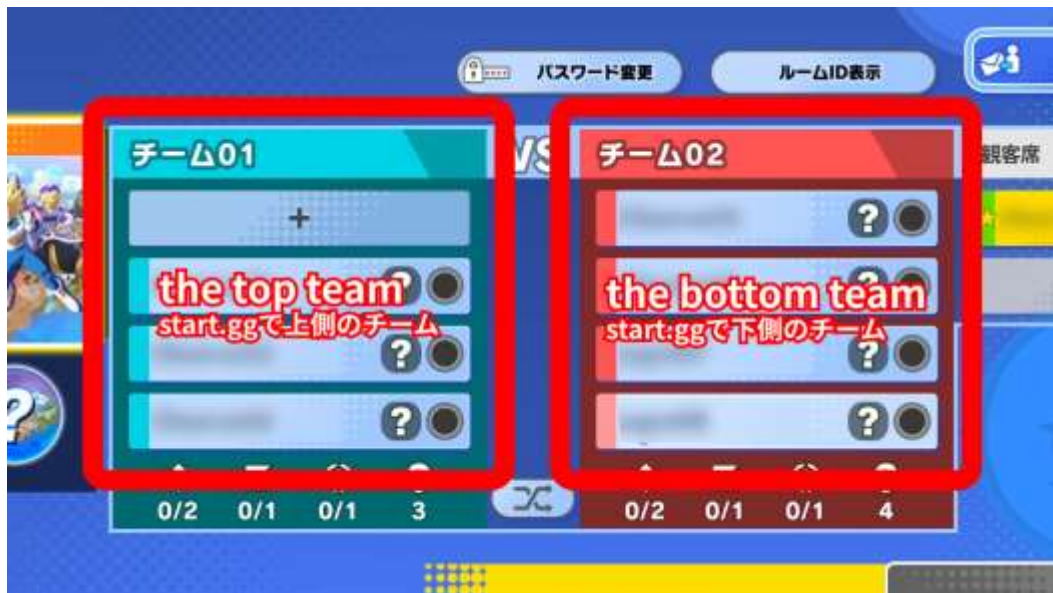 パスワード変更
ルームID表示
チーム01
VS
チーム02
観客席
+
?
the top team
?
start.ggで上側のチーム
?
?
?
the bottom team
?
start.ggで下側のチーム
?
?
?
0/2 0/1 0/1 3
0/2 0/1 0/1 4